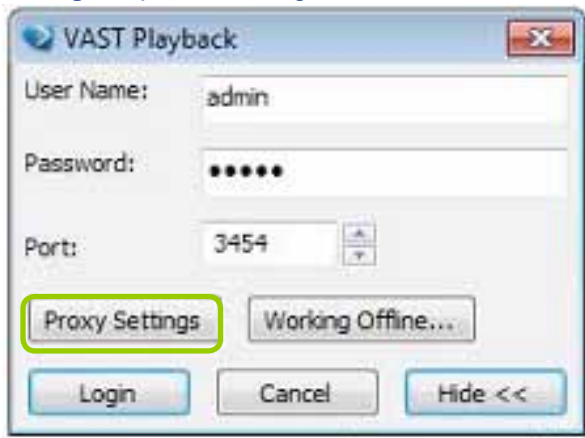 VAST Playback
User Name: admin
Password: •••••
Port: 3454
Proxy Settings Working Offline...
Login Cancel Hide <<